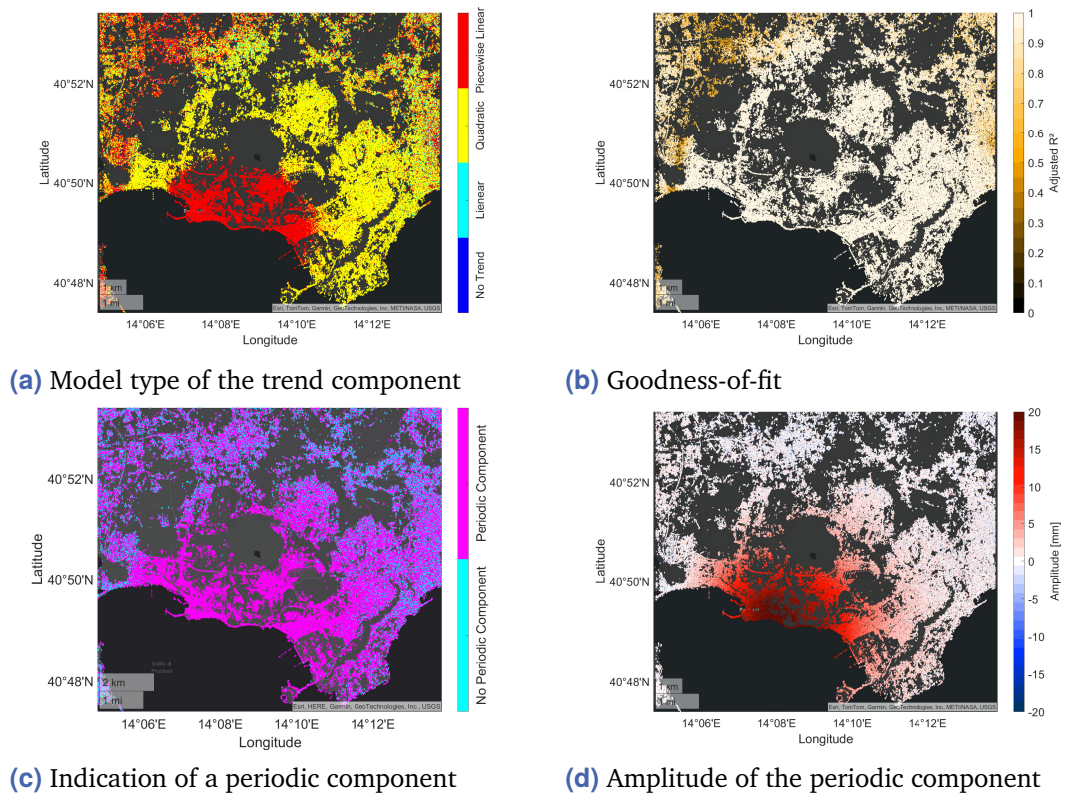 Piecewise Linear
Quadratic
Lienear
No Trend
40°52'N
40°50'N
40°48'N
Latitude
1 km
1 mi
Esri, TomTom, Garmin, GeoTechnologies, Inc, METI/NASA, USGS
14°06'E 14°08'E 14°10'E 14°12'E
Longitude
(a) Model type of the trend component
1
0.9
0.8
0.7
0.6
0.5
0.4
0.3
0.2
0.1
0
Adjusted R²
40°52'N
40°50'N
40°48'N
Latitude
1 km
1 mi
Esri, TomTom, Garmin, GeoTechnologies, Inc, METI/NASA, USGS
14°06'E 14°08'E 14°10'E 14°12'E
Longitude
(b) Goodness-of-fit
Periodic Component
No Periodic Component
40°52'N
40°50'N
40°48'N
Latitude
2 km
1 mi
Esri, HERE, Garmin, GeoTechnologies, Inc., USGS
14°06'E 14°08'E 14°10'E 14°12'E
Longitude
(c) Indication of a periodic component
20
15
10
5
0
-5
-10
-15
-20
Amplitude [mm]
40°52'N
40°50'N
40°48'N
Latitude
1 km
1 mi
Esri, TomTom, Garmin, GeoTechnologies, Inc, METI/NASA, USGS
14°06'E 14°08'E 14°10'E 14°12'E
Longitude
(d) Amplitude of the periodic component